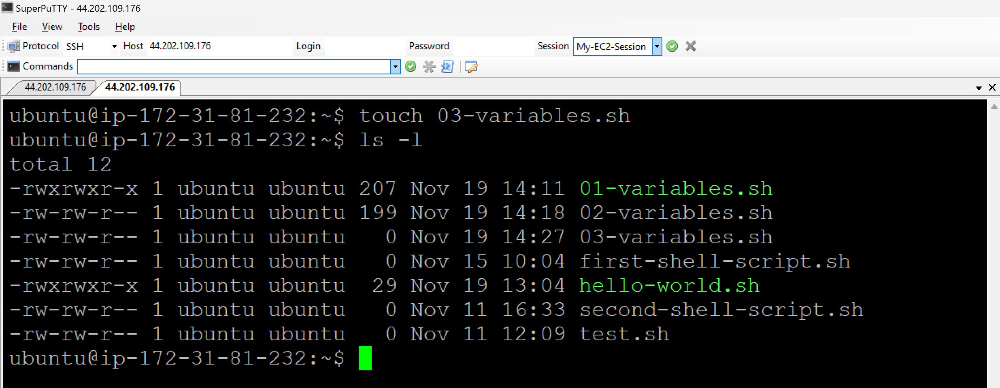 SuperPuTTY - 44.202.109.176
File View Tools Help
Protocol SSH Host 44.202.109.176 Login Password Session My-EC2-Session
Commands
44.202.109.176 44.202.109.176
ubuntu@ip-172-31-81-232:~$ touch 03-variables.sh
ubuntu@ip-172-31-81-232:~$ ls -l
total 12
-rwxrwxr-x 1 ubuntu ubuntu 207 Nov 19 14:11 01-variables.sh
-rw-rw-r-- 1 ubuntu ubuntu 199 Nov 19 14:18 02-variables.sh
-rw-rw-r-- 1 ubuntu ubuntu   0 Nov 19 14:27 03-variables.sh
-rw-rw-r-- 1 ubuntu ubuntu   0 Nov 15 10:04 first-shell-script.sh
-rwxrwxr-x 1 ubuntu ubuntu  29 Nov 19 13:04 hello-world.sh
-rw-rw-r-- 1 ubuntu ubuntu   0 Nov 11 16:33 second-shell-script.sh
-rw-rw-r-- 1 ubuntu ubuntu   0 Nov 11 12:09 test.sh
ubuntu@ip-172-31-81-232:~$